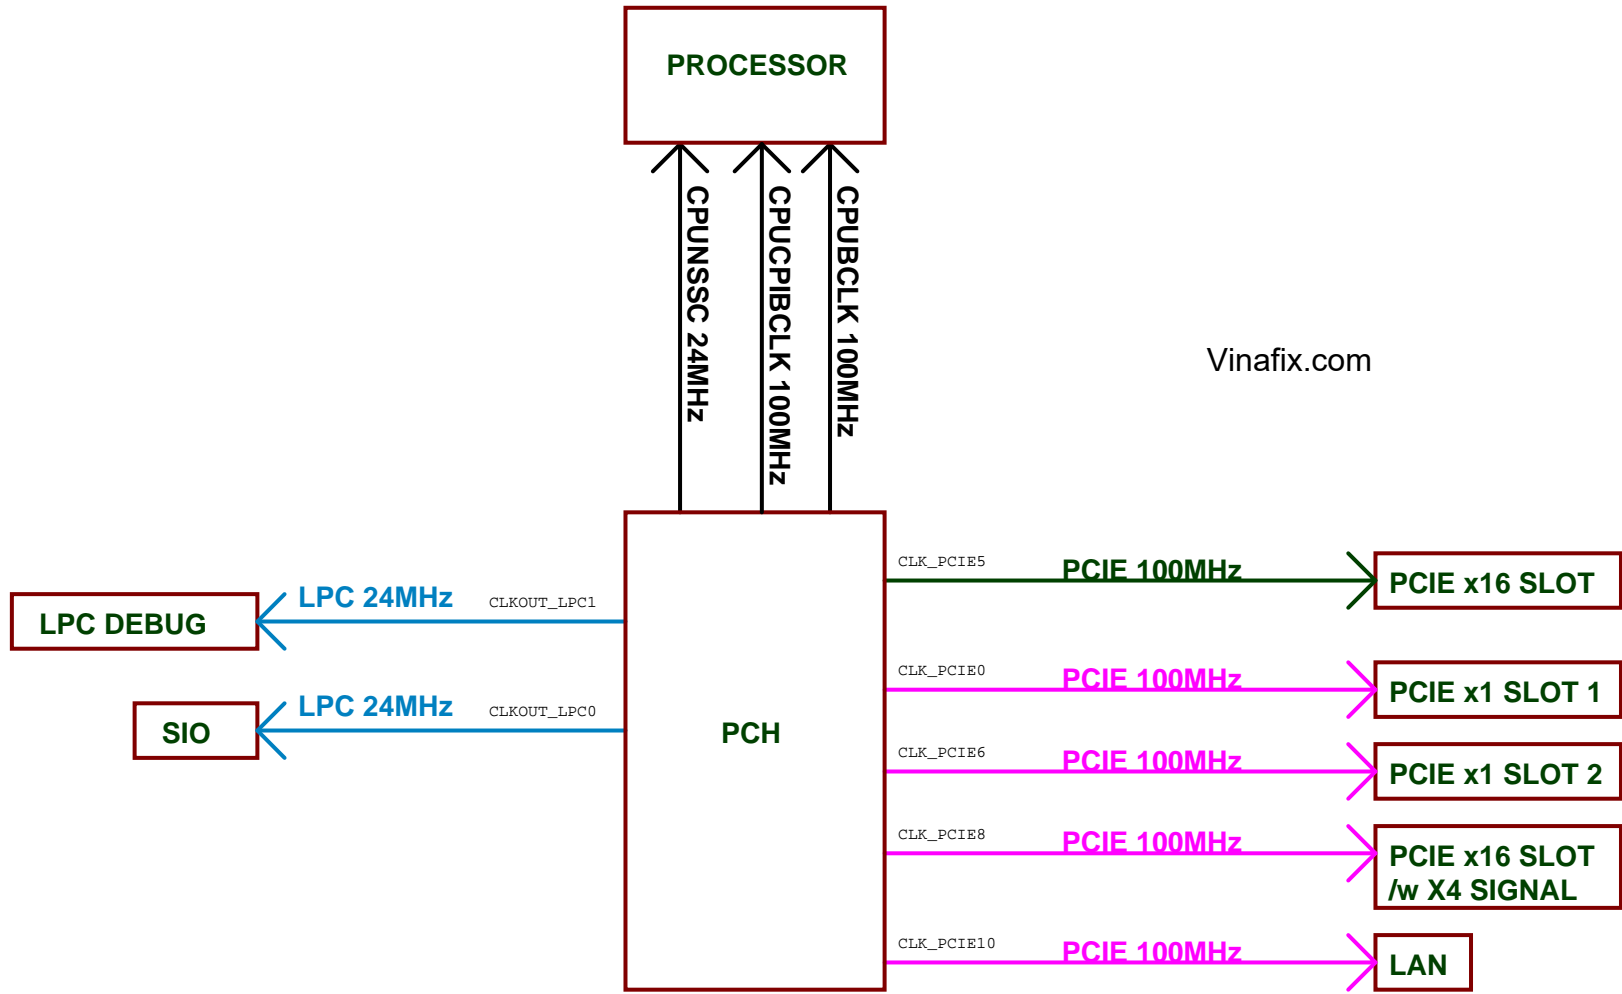 PROCESSOR
CPUNSSC 24MHz
CPUCPIBCLK 100MHz
CPUBCLK 100MHz
Vinafix.com
CLK_PCIE5
PCIE 100MHz
PCIE x16 SLOT
LPC DEBUG
LPC 24MHz
CLKOUT_LPC1
CLK_PCIE0
PCIE 100MHz
PCIE x1 SLOT 1
SIO
LPC 24MHz
CLKOUT_LPC0
PCH
CLK_PCIE6
PCIE 100MHz
PCIE x1 SLOT 2
CLK_PCIE8
PCIE 100MHz
PCIE x16 SLOT
/w X4 SIGNAL
CLK_PCIE10
PCIE 100MHz
LAN